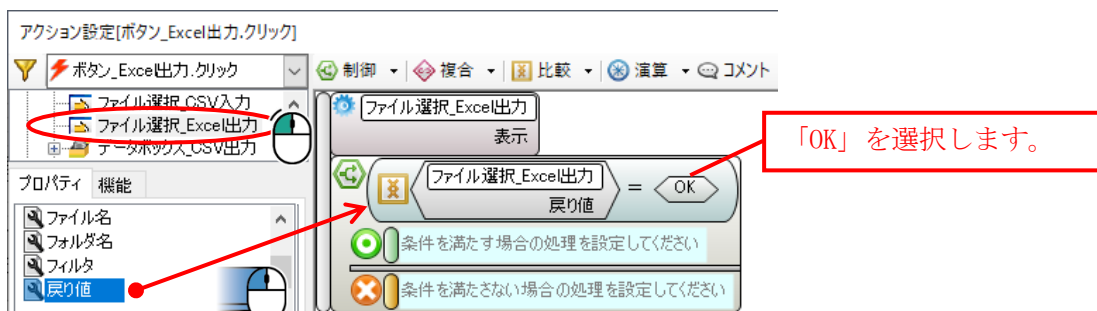 アクション設定[ボタン_Excel出力.クリック]
ボタン_Excel出力.クリック
制御 複合 比較 演算 コメント
ファイル選択_CSV入力
ファイル選択_Excel出力
データボックス_CSV出力
プロパティ 機能
ファイル名
フォルダ名
フィルタ
戻り値
ファイル選択_Excel出力
表示
ファイル選択_Excel出力
戻り値
= OK
条件を満たす場合の処理を設定してください
条件を満たさない場合の処理を設定してください
「OK」を選択します。